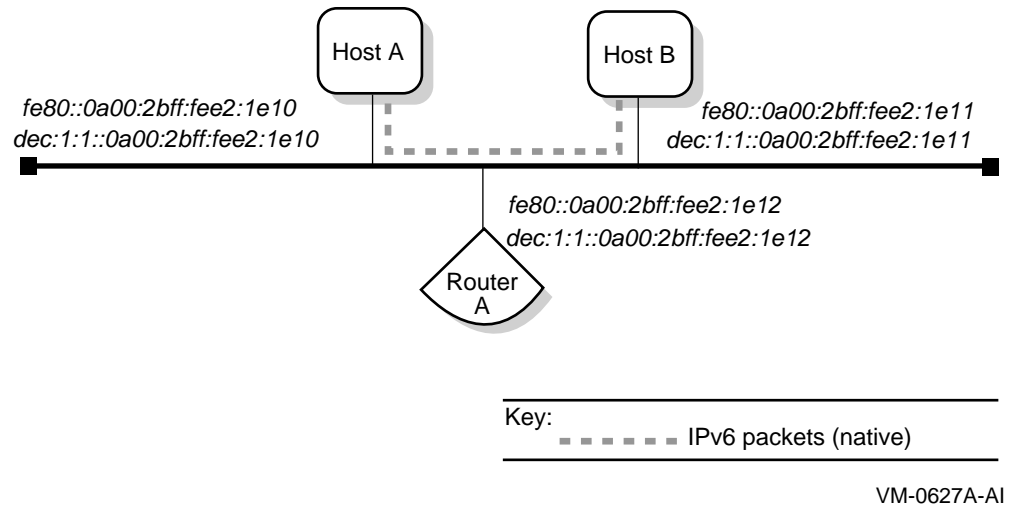 Host A
Host B
fe80::0a00:2bff:fee2:1e10
dec:1:1::0a00:2bff:fee2:1e10
fe80::0a00:2bff:fee2:1e11
dec:1:1::0a00:2bff:fee2:1e11
fe80::0a00:2bff:fee2:1e12
dec:1:1::0a00:2bff:fee2:1e12
Router
A
Key:
IPv6 packets (native)
VM-0627A-AI